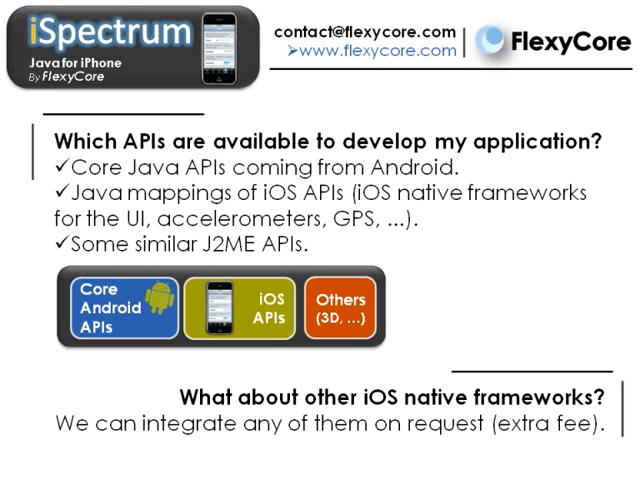 iSpectrum
Java for iPhone
By FlexyCore
contact@flexycore.com
➢www.flexycore.com
FlexyCore
Which APIs are available to develop my application?
✓Core Java APIs coming from Android.
✓Java mappings of iOS APIs (iOS native frameworks
for the UI, accelerometers, GPS, ...).
✓Some similar J2ME APIs.
Core
Android
APIs
iOS
APIs
Others
(3D, ...)
What about other iOS native frameworks?
We can integrate any of them on request (extra fee).